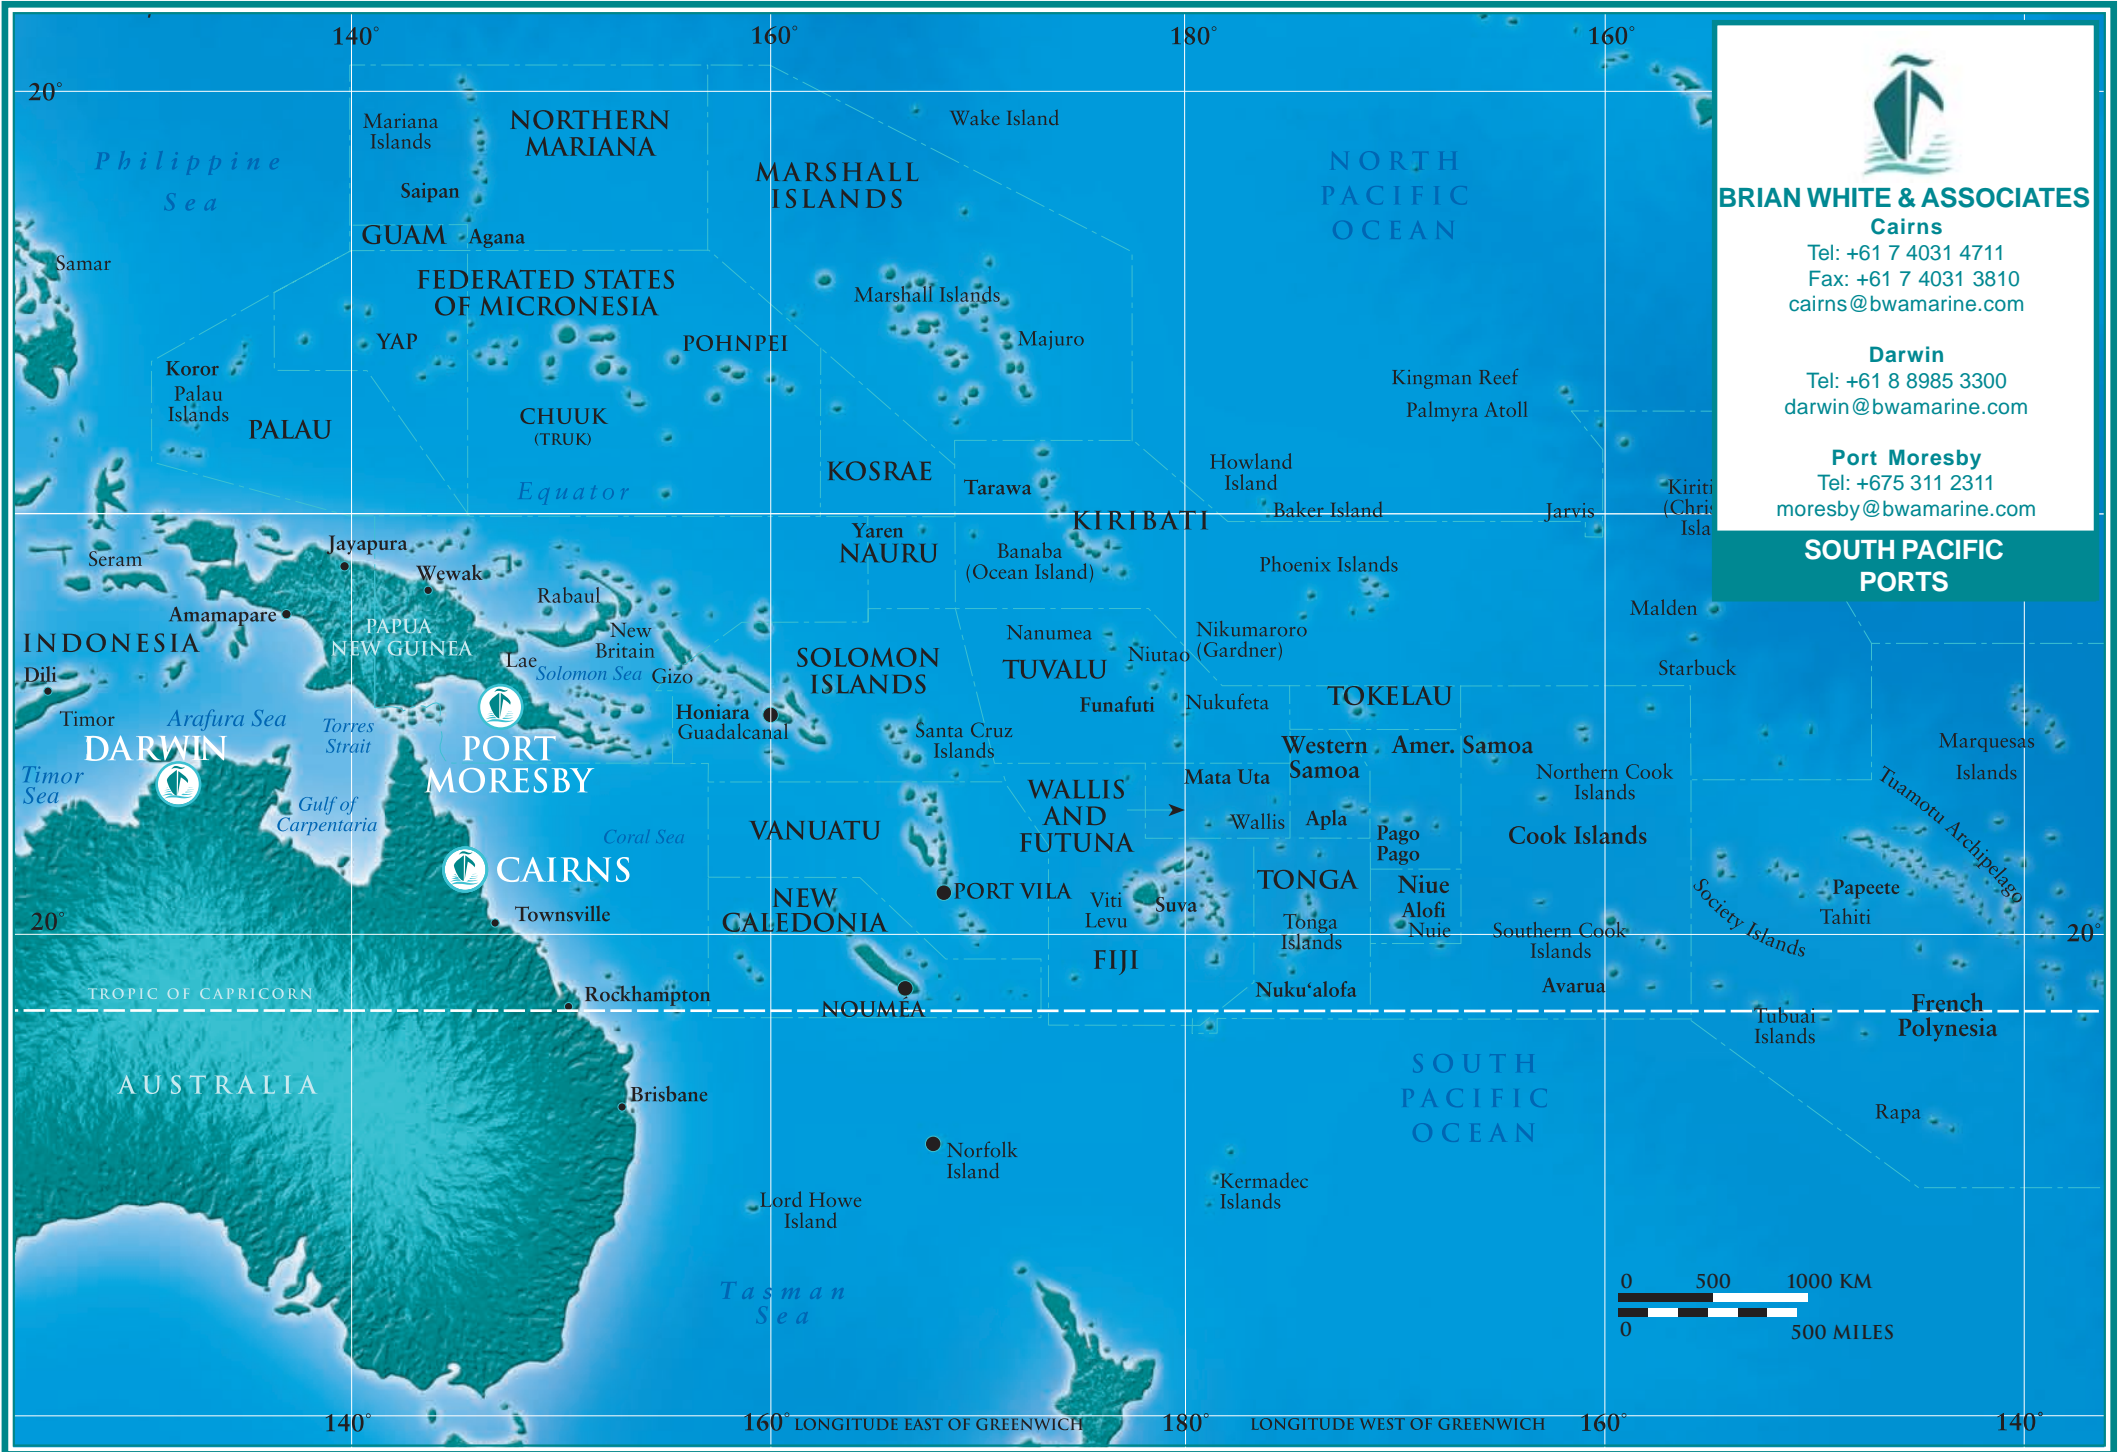 140°
160°
180°
160°
20°
Mariana
Islands
NORTHERN
MARIANA
Wake Island
Philippine
Sea
Saipan
MARSHALL
ISLANDS
NORTH
PACIFIC
OCEAN
GUAM
Agana
Samar
FEDERATED STATES
OF MICRONESIA
Marshall Islands
YAP
POHNPEI
Majuro
Koror
Palau
Islands
PALAU
CHUUK
(TRUK)
Kingman Reef
Palmyra Atoll
KOSRAE
Tarawa
Howland
Island
Equator
KIRIBATI
Baker Island
Jarvis
Kiriti
(Chris
Isla
BRIAN WHITE & ASSOCIATES
Cairns
Tel: +61 7 4031 4711
Fax: +61 7 4031 3810
cairns@bwamarine.com
Darwin
Tel: +61 8 8985 3300
darwin@bwamarine.com
Port Moresby
Tel: +675 311 2311
moresby@bwamarine.com
SOUTH PACIFIC
PORTS
Seram
Jayapura
Wewak
Yaren
NAURU
Banaba
(Ocean Island)
Phoenix Islands
Amamapare
Rabaul
Malden
INDONESIA
PAPUA
NEW GUINEA
New
Britain
Nanumea
Nikumaroro
(Gardner)
Niutao
Dili
Lae
Solomon Sea
Gizo
SOLOMON
ISLANDS
TUVALU
Starbuck
Timor
Arafura Sea
Torres
Strait
Honiara
Guadalcanal
Funafuti
Nukufeta
TOKELAU
DARWIN
PORT
MORESBY
Santa Cruz
Islands
Western
Samoa
Amer. Samoa
Marquesas
Islands
Timor
Sea
Gulf of
Carpentaria
WALLIS
AND
FUTUNA
Mata Uta
Northern Cook
Islands
Tuamotu Archipelago
Coral Sea
VANUATU
Wallis
Apla
Pago
Pago
Cook Islands
CAIRNS
NEW
CALEDONIA
PORT VILA
Viti
Levu
Suva
TONGA
Niue
Alofi
Nuie
Society Islands
Papeete
Tahiti
20°
Townsville
Tonga
Islands
Southern Cook
Islands
20°
FIJI
TROPIC OF CAPRICORN
Rockhampton
NOUMÉA
Nuku‘alofa
Avarua
Tubuai
Islands
French
Polynesia
AUSTRALIA
Brisbane
SOUTH
PACIFIC
OCEAN
Rapa
Norfolk
Island
Lord Howe
Island
Kermadec
Islands
Tasman
Sea
0 500 1000 KM
0 500 MILES
140°
160°
LONGITUDE EAST OF GREENWICH
180°
LONGITUDE WEST OF GREENWICH
160°
140°